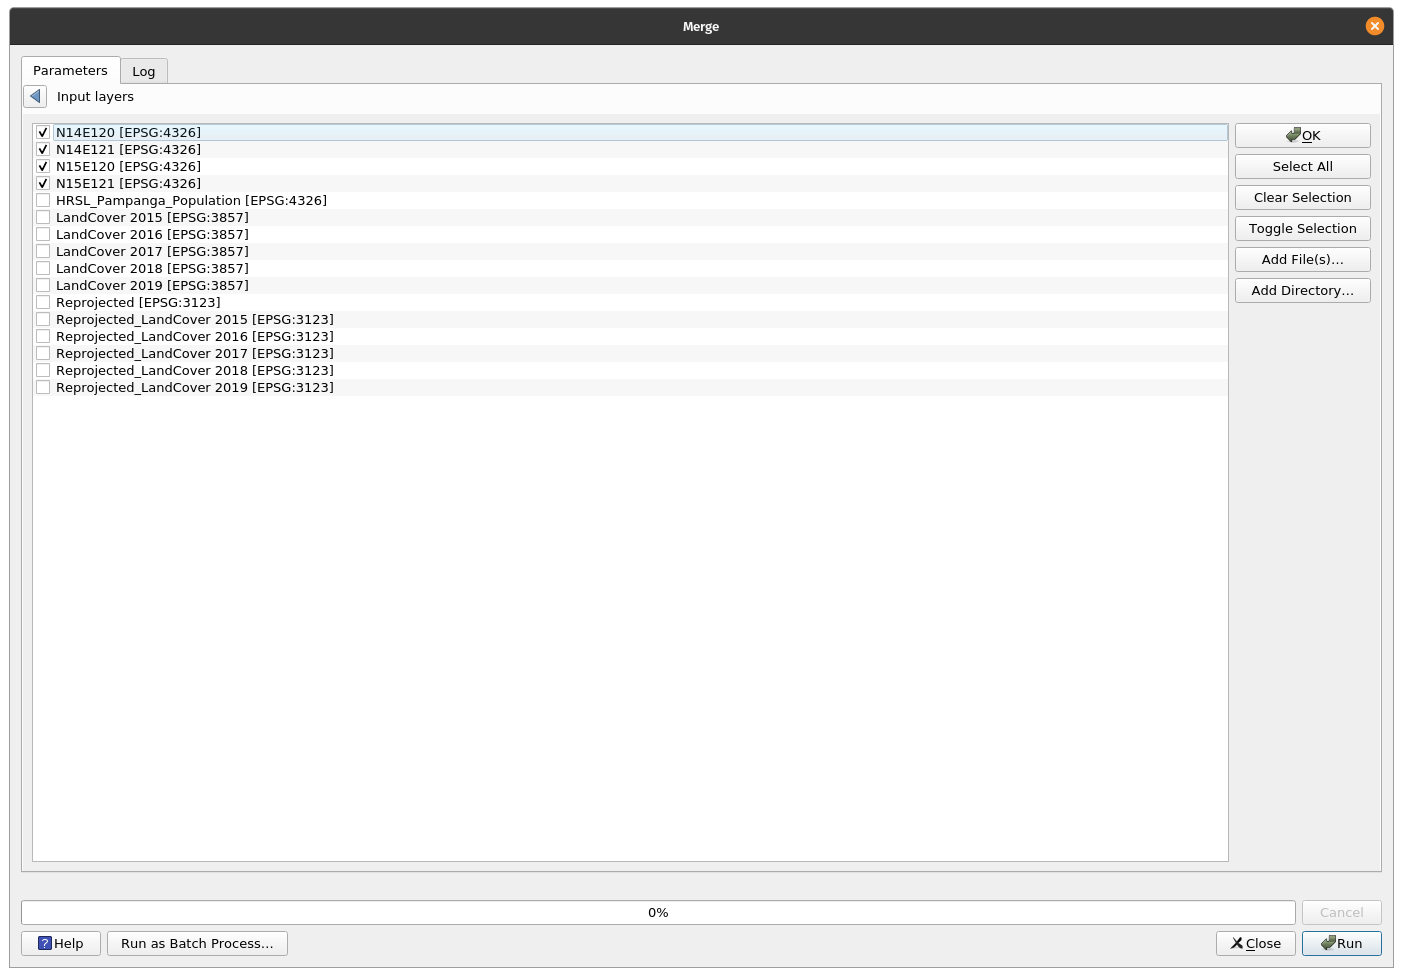 Merge
Parameters
Log
Input layers
N14E120 [EPSG:4326]
N14E121 [EPSG:4326]
N15E120 [EPSG:4326]
N15E121 [EPSG:4326]
HRSL_Pampanga_Population [EPSG:4326]
LandCover 2015 [EPSG:3857]
LandCover 2016 [EPSG:3857]
LandCover 2017 [EPSG:3857]
LandCover 2018 [EPSG:3857]
LandCover 2019 [EPSG:3857]
Reprojected [EPSG:3123]
Reprojected_LandCover 2015 [EPSG:3123]
Reprojected_LandCover 2016 [EPSG:3123]
Reprojected_LandCover 2017 [EPSG:3123]
Reprojected_LandCover 2018 [EPSG:3123]
Reprojected_LandCover 2019 [EPSG:3123]
OK
Select All
Clear Selection
Toggle Selection
Add File(s)...
Add Directory...
0%
Cancel
? Help
Run as Batch Process...
Close
Run